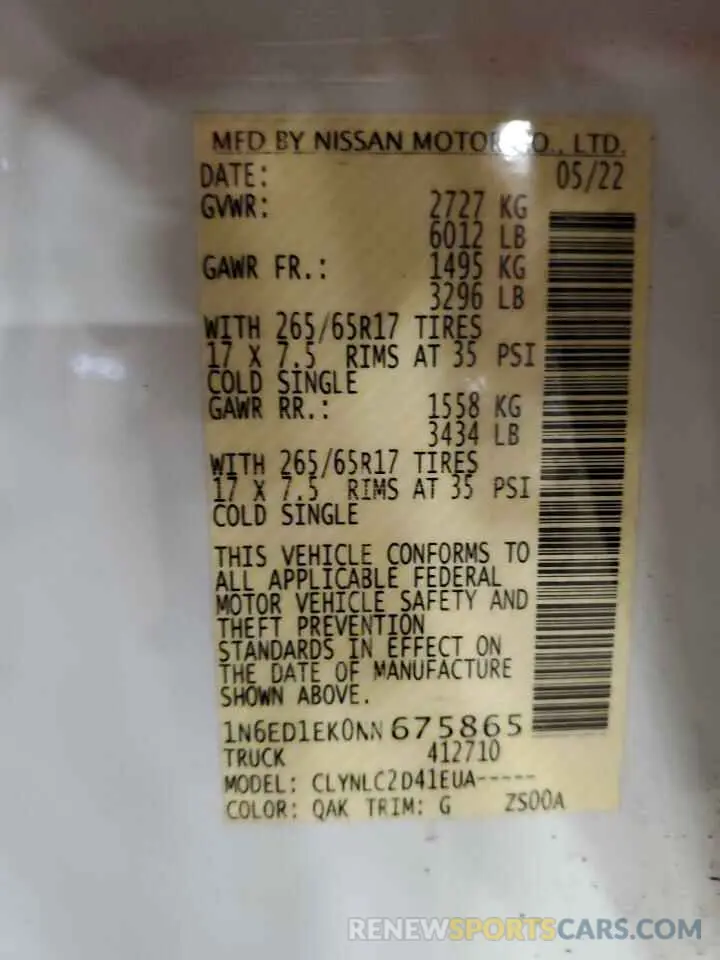 MFD BY NISSAN MOTOR CO., LTD.
DATE: 05/22
GVWR: 2727 KG
6012 LB
GAWR FR.: 1495 KG
3296 LB
WITH 265/65R17 TIRES
17 X 7.5 RIMS AT 35 PSI
COLD SINGLE
GAWR RR.: 1558 KG
3434 LB
WITH 265/65R17 TIRES
17 X 7.5 RIMS AT 35 PSI
COLD SINGLE
THIS VEHICLE CONFORMS TO
ALL APPLICABLE FEDERAL
MOTOR VEHICLE SAFETY AND
THEFT PREVENTION
STANDARDS IN EFFECT ON
THE DATE OF MANUFACTURE
SHOWN ABOVE.
1N6ED1EK0NN675865
TRUCK 412710
MODEL: CLYNLC2D41EUA-----
COLOR: QAK TRIM: G ZS00A
RENEWSPORTSCARS.COM